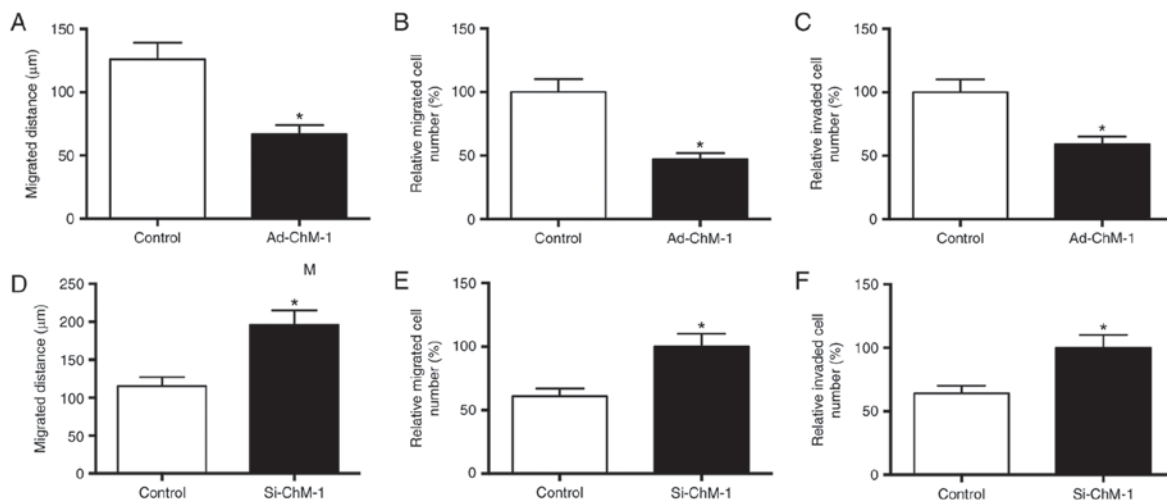 A
Migrated distance (μm)
150
100
50
0
Control
Ad-ChM-1
*
B
Relative migrated cell
number (%)
150
100
50
0
Control
Ad-ChM-1
*
C
Relative invaded cell
number (%)
150
100
50
0
Control
Ad-ChM-1
*
D
M
Migrated distance (μm)
250
200
150
100
50
0
Control
Si-ChM-1
*
E
Relative migrated cell
number (%)
150
100
50
0
Control
Si-ChM-1
*
F
Relative invaded cell
number (%)
150
100
50
0
Control
Si-ChM-1
*